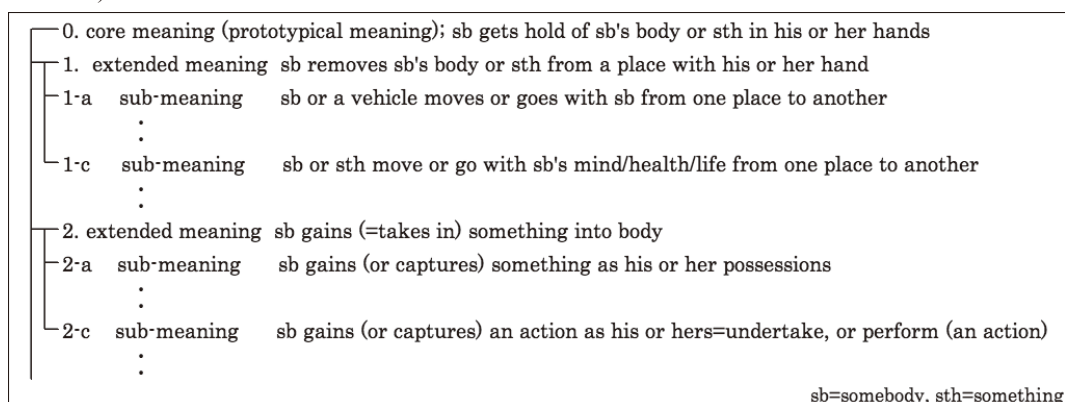 0. core meaning (prototypical meaning); sb gets hold of sb's body or sth in his or her hands
1. extended meaning sb removes sb's body or sth from a place with his or her hand
1-a sub-meaning sb or a vehicle moves or goes with sb from one place to another
:
1-c sub-meaning sb or sth move or go with sb's mind/health/life from one place to another
:
2. extended meaning sb gains (=takes in) something into body
2-a sub-meaning sb gains (or captures) something as his or her possessions
:
2-c sub-meaning sb gains (or captures) an action as his or hers=undertake, or perform (an action)
:
sb=somebody, sth=something